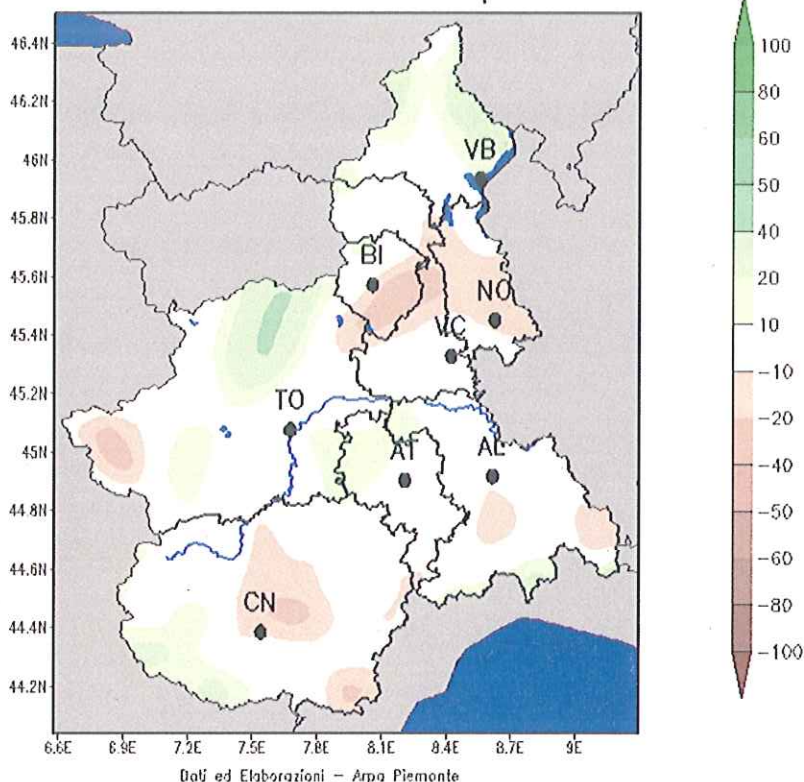 46.4N
46.2N
46N
45.8N
45.6N
45.4N
45.2N
45N
44.8N
44.6N
44.4N
44.2N
VB
BI
NO
VC
TO
AT
AL
CN
6.6E 6.9E 7.2E 7.5E 7.8E 8.1E 8.4E 8.7E 9E
Dati ed Elaborazioni – Arpa Piemonte
100
80
60
50
40
20
10
-10
-20
-40
-50
-60
-80
-100